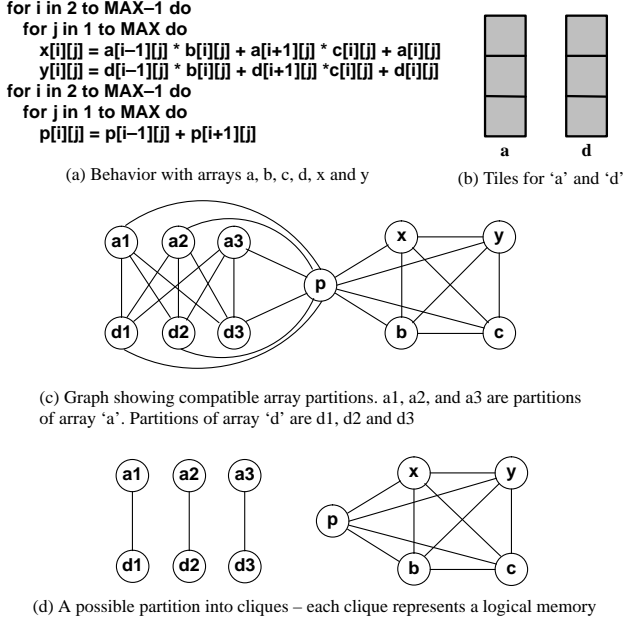 for i in 2 to MAX–1 do
for j in 1 to MAX do
x[i][j] = a[i–1][j] * b[i][j] + a[i+1][j] * c[i][j] + a[i][j]
y[i][j] = d[i–1][j] * b[i][j] + d[i+1][j] *c[i][j] + d[i][j]
for i in 2 to MAX–1 do
for j in 1 to MAX do
p[i][j] = p[i–1][j] + p[i+1][j]
(a) Behavior with arrays a, b, c, d, x and y
a d
(b) Tiles for ‘a’ and ‘d’
a1 a2 a3 x y
p
d1 d2 d3 b c
(c) Graph showing compatible array partitions. a1, a2, and a3 are partitions
of array ‘a’. Partitions of array ‘d’ are d1, d2 and d3
a1 a2 a3 x y
p
d1 d2 d3 b c
(d) A possible partition into cliques – each clique represents a logical memory